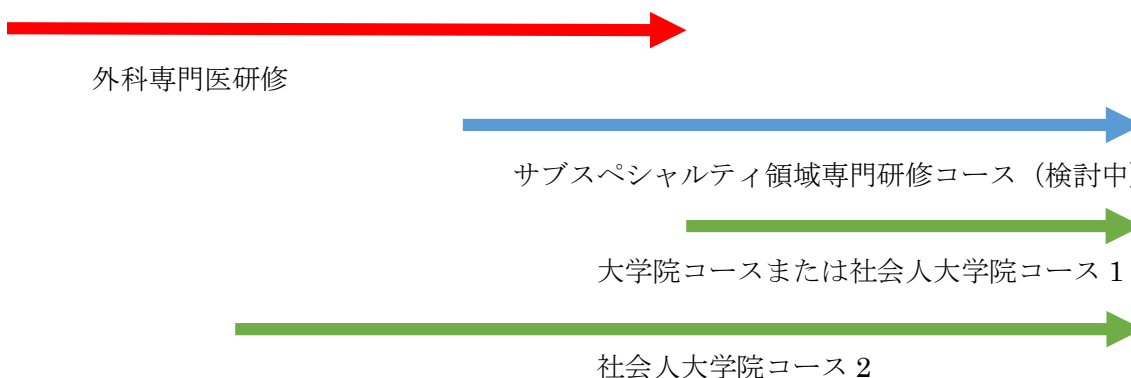 外科専門医研修
サブスペシャルティ領域専門研修コース（検討中）
大学院コースまたは社会人大学院コース 1
社会人大学院コース 2